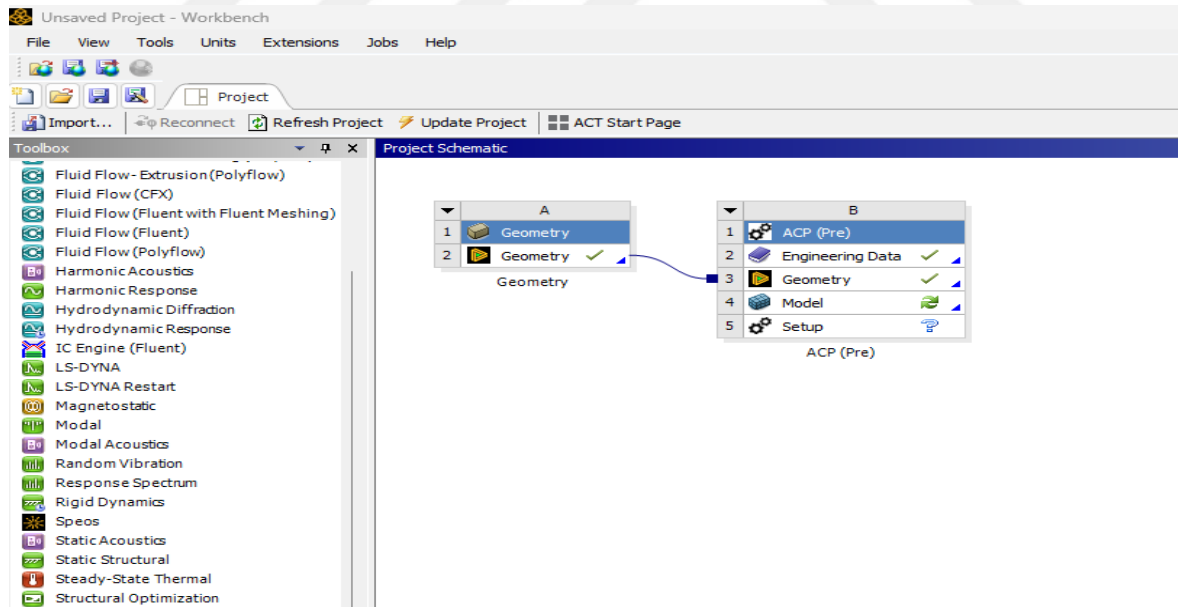 Unsaved Project - Workbench
File View Tools Units Extensions Jobs Help
Project
Import... Reconnect Refresh Project Update Project ACT Start Page
Toolbox
Fluid Flow-Extrusion(Polyflow)
Fluid Flow (CFX)
Fluid Flow (Fluent with Fluent Meshing)
Fluid Flow (Fluent)
Fluid Flow (Polyflow)
Harmonic Acoustics
Harmonic Response
Hydrodynamic Diffraction
Hydrodynamic Response
IC Engine (Fluent)
LS-DYNA
LS-DYNA Restart
Magnetostatic
Modal
Modal Acoustics
Random Vibration
Response Spectrum
Rigid Dynamics
Speos
Static Acoustics
Static Structural
Steady-State Thermal
Structural Optimization
Project Schematic
A
1 Geometry
2 Geometry
Geometry
B
1 ACP (Pre)
2 Engineering Data
3 Geometry
4 Model
5 Setup
ACP (Pre)